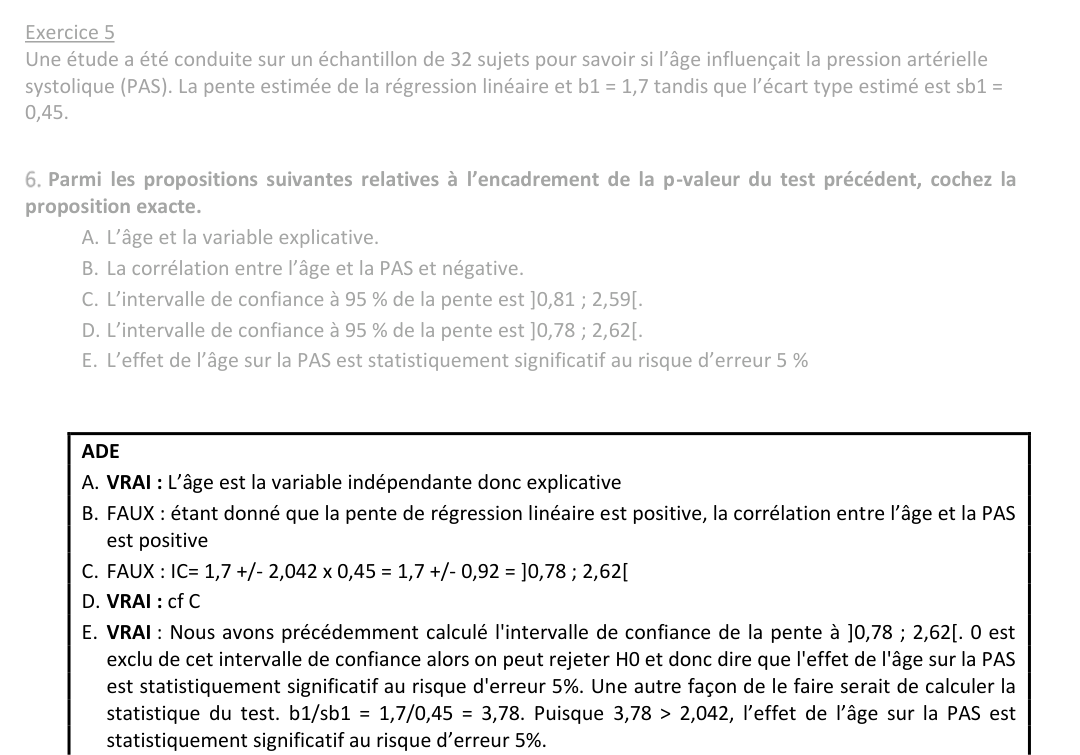 Exercice 5
Une étude a été conduite sur un échantillon de 32 sujets pour savoir si l’âge influençait la pression artérielle
systolique (PAS). La pente estimée de la régression linéaire et b1 = 1,7 tandis que l’écart type estimé est sb1 =
0,45.
6. Parmi les propositions suivantes relatives à l’encadrement de la p-valeur du test précédent, cochez la
proposition exacte.
A. L’âge et la variable explicative.
B. La corrélation entre l’âge et la PAS et négative.
C. L’intervalle de confiance à 95 % de la pente est ]0,81 ; 2,59[.
D. L’intervalle de confiance à 95 % de la pente est ]0,78 ; 2,62[.
E. L’effet de l’âge sur la PAS est statistiquement significatif au risque d’erreur 5 %
ADE
A. VRAI : L’âge est la variable indépendante donc explicative
B. FAUX : étant donné que la pente de régression linéaire est positive, la corrélation entre l’âge et la PAS
est positive
C. FAUX : IC= 1,7 +/- 2,042 x 0,45 = 1,7 +/- 0,92 = ]0,78 ; 2,62[
D. VRAI : cf C
E. VRAI : Nous avons précédemment calculé l'intervalle de confiance de la pente à ]0,78 ; 2,62[. 0 est
exclu de cet intervalle de confiance alors on peut rejeter H0 et donc dire que l'effet de l'âge sur la PAS
est statistiquement significatif au risque d'erreur 5%. Une autre façon de le faire serait de calculer la
statistique du test. b1/sb1 = 1,7/0,45 = 3,78. Puisque 3,78 > 2,042, l’effet de l’âge sur la PAS est
statistiquement significatif au risque d’erreur 5%.